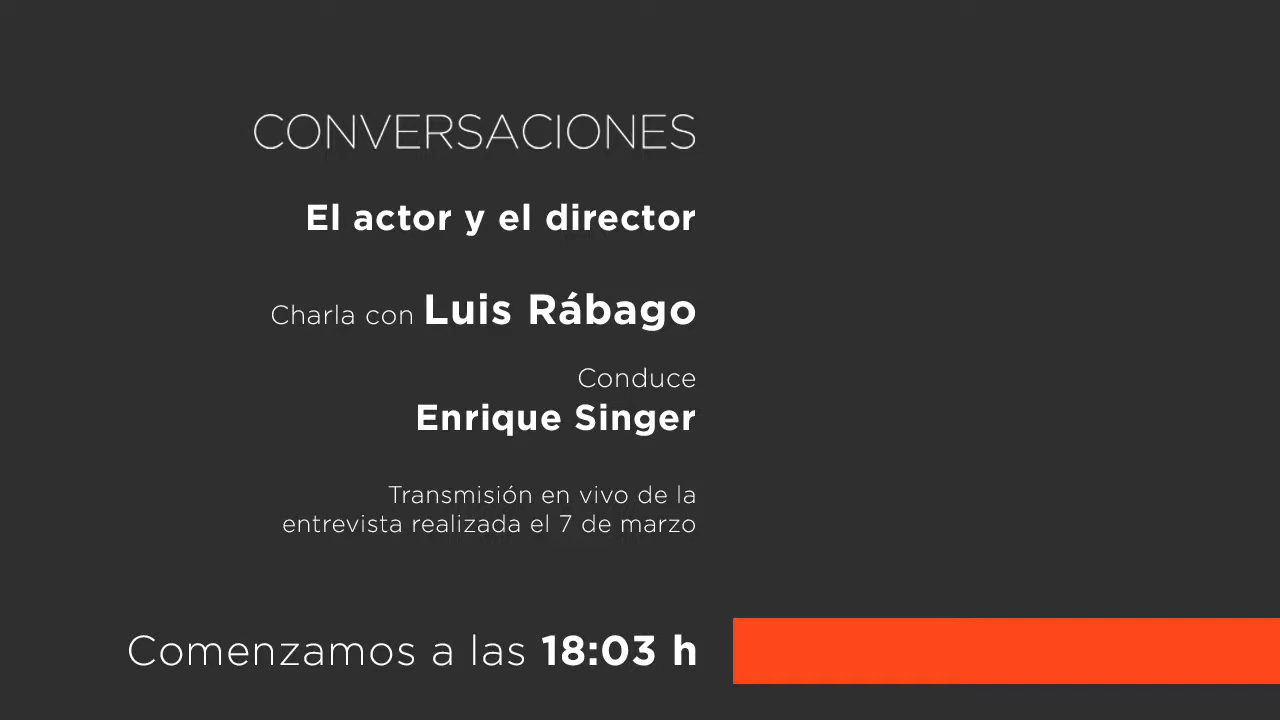 CONVERSACIONES
El actor y el director
Charla con Luis Rábago
Conduce
Enrique Singer
Transmisión en vivo de la
entrevista realizada el 7 de marzo
Comenzamos a las 18:03 h